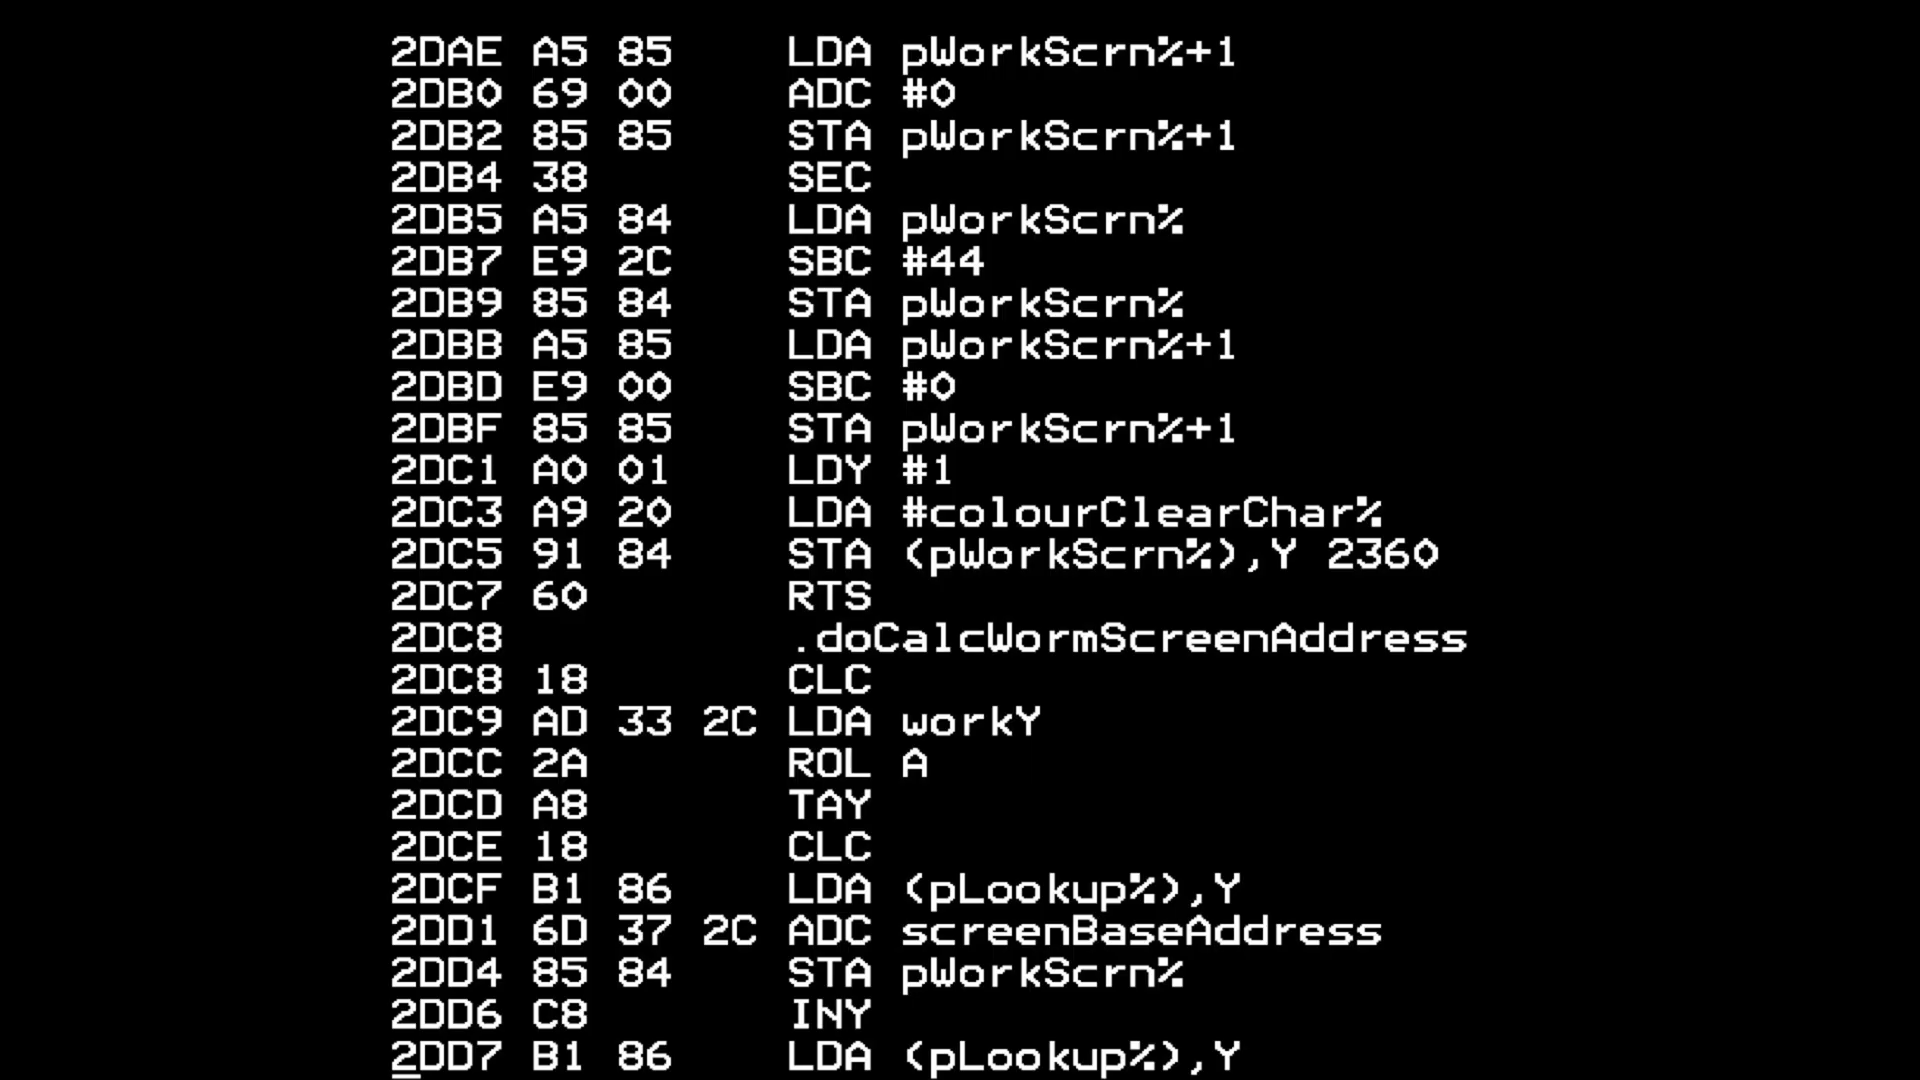 2DAE A5 85    LDA pWorkScrn%+1
2DB0 69 00    ADC #0
2DB2 85 85    STA pWorkScrn%+1
2DB4 38       SEC
2DB5 A5 84    LDA pWorkScrn%
2DB7 E9 2C    SBC #44
2DB9 85 84    STA pWorkScrn%
2DBB A5 85    LDA pWorkScrn%+1
2DBD E9 00    SBC #0
2DBF 85 85    STA pWorkScrn%+1
2DC1 A0 01    LDY #1
2DC3 A9 20    LDA #colourClearChar%
2DC5 91 84    STA (pWorkScrn%),Y 2360
2DC7 60       RTS
2DC8          .doCalcWormScreenAddress
2DC8 18       CLC
2DC9 AD 33 2C LDA workY
2DCC 2A       ROL A
2DCD A8       TAY
2DCE 18       CLC
2DCF B1 86    LDA (pLookup%),Y
2DD1 6D 37 2C ADC screenBaseAddress
2DD4 85 84    STA pWorkScrn%
2DD6 C8       INY
2DD7 B1 86    LDA (pLookup%),Y